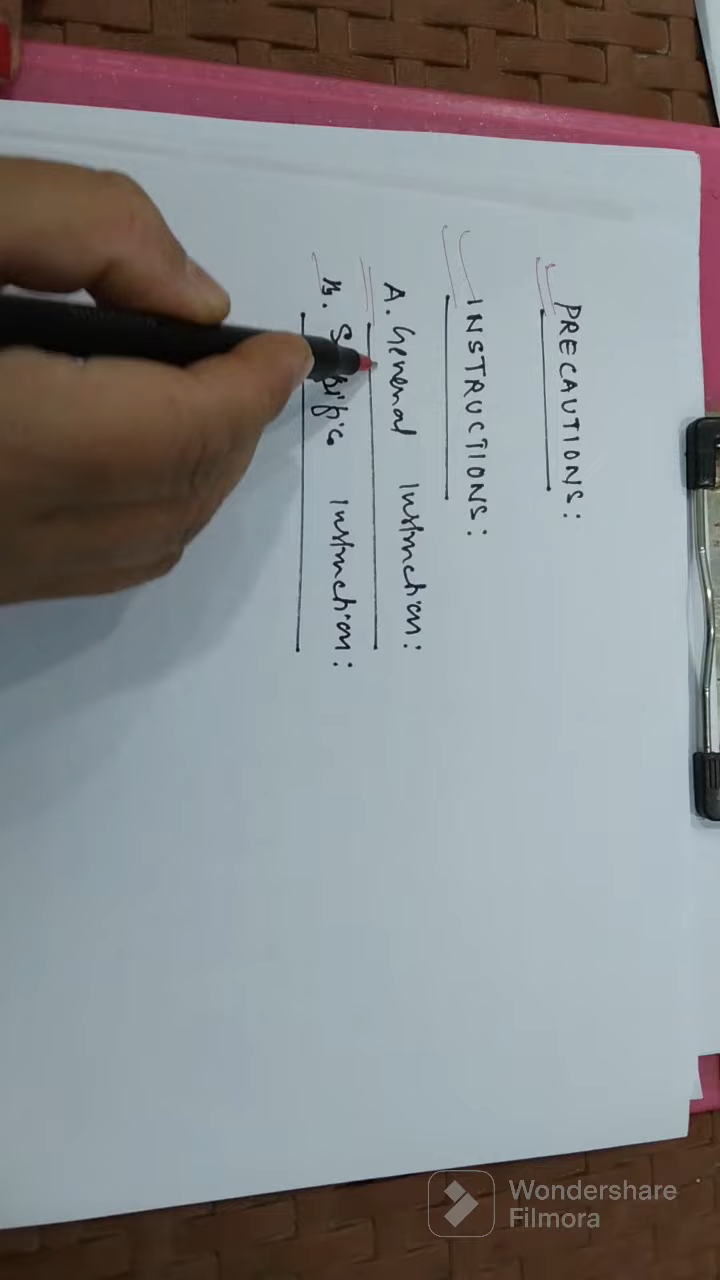 PRECAUTIONS:
INSTRUCTIONS:
A. General Instruction:
B. Instruction:
Wondershare
Filmora